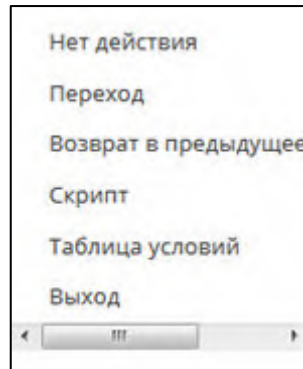 Нет действия
Переход
Возврат в предыдущее
Скрипт
Таблица условий
Выход